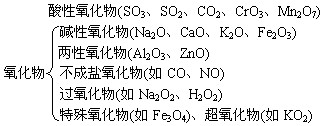 酸性氧化物(SO₃、SO₂、CO₂、CrO₃、Mn₂O₇)
碱性氧化物(Na₂O、CaO、K₂O、Fe₂O₃)
两性氧化物(Al₂O₃、ZnO)
氧化物
不成盐氧化物(如 CO、NO)
过氧化物(如 Na₂O₂、H₂O₂)
特殊氧化物(如 Fe₃O₄)、超氧化物(如 KO₂)